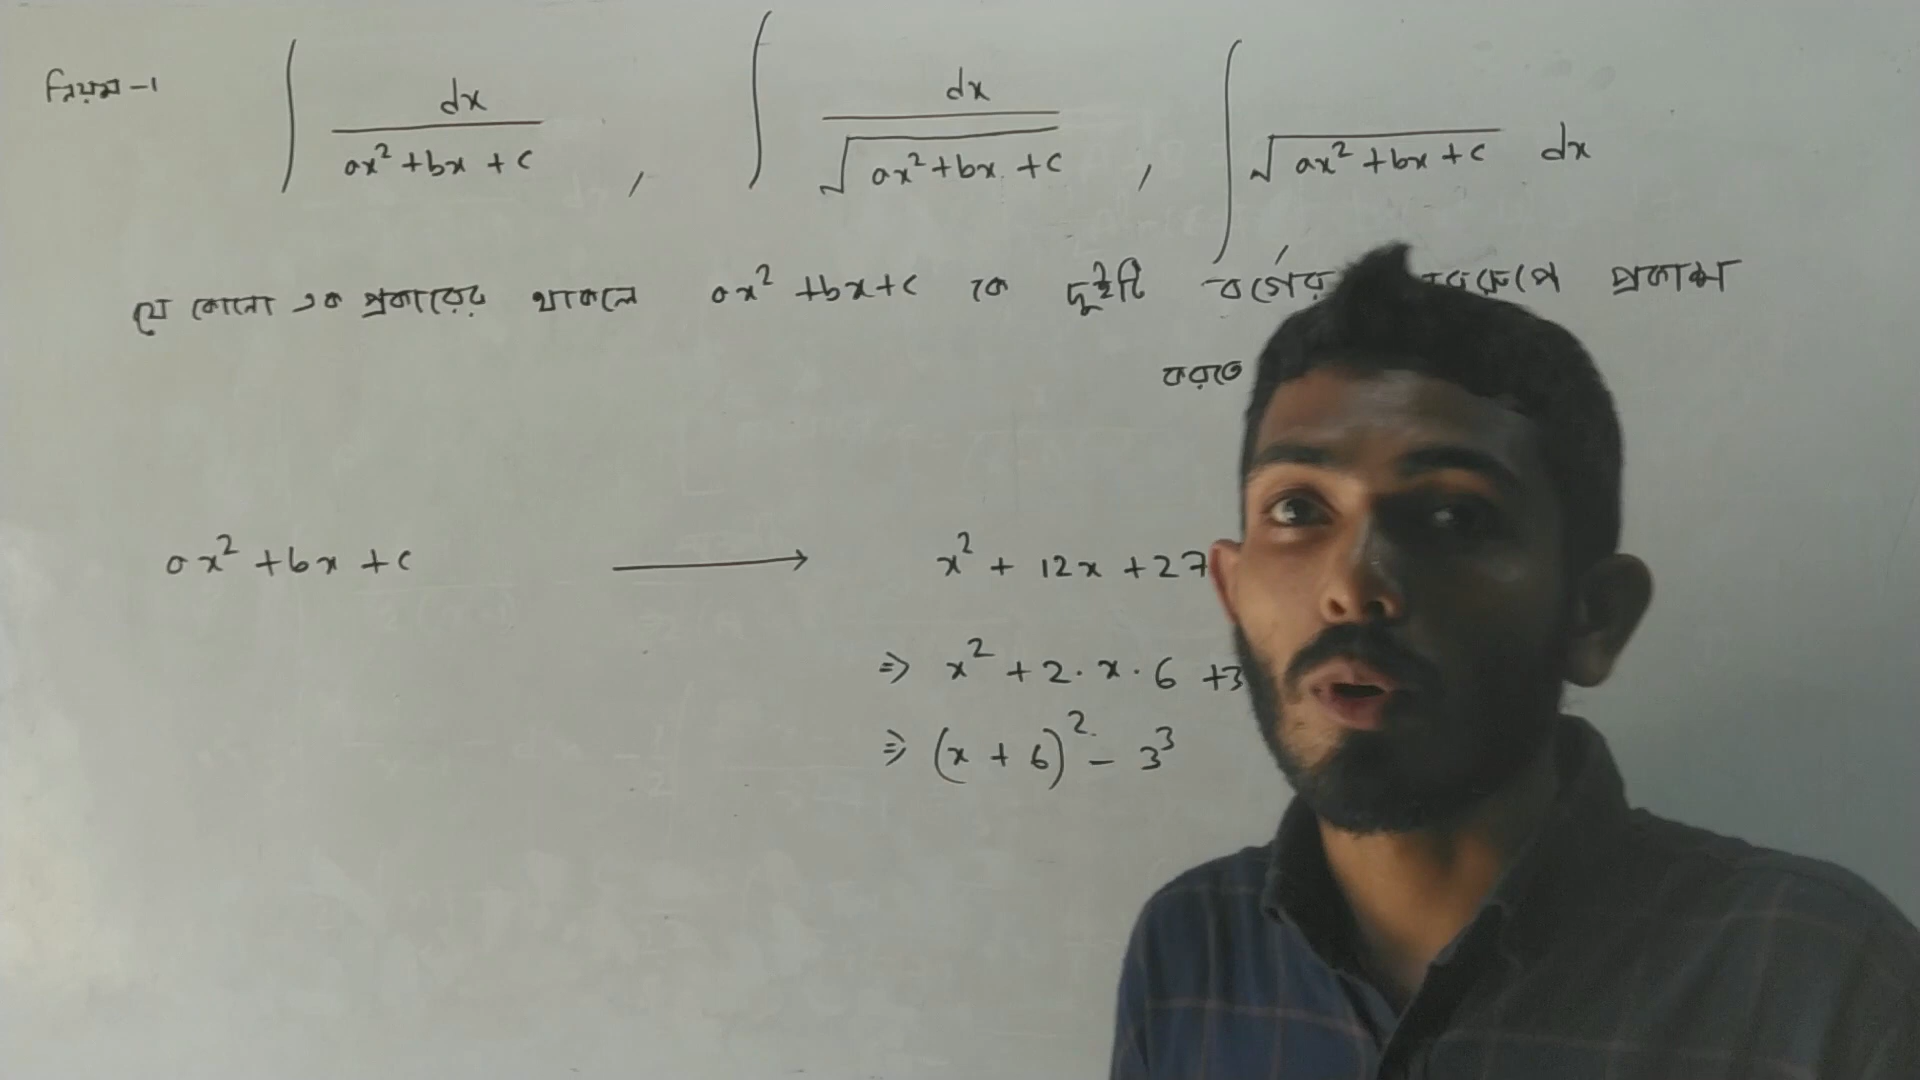 নিয়ম-১ ∫ dx / (ax² + bx + c) , ∫ dx / √(ax² + bx + c) , ∫ √(ax² + bx + c) dx
যে কোনো এক প্রকারের থাকলে ax² + bx + c কে দুইটি বর্গের প্রকাশ
করতে
ax² + bx + c ⟶ x² + 12x + 27
⇒ x² + 2·x·6 + 3
⇒ (x + 6)² - 3³